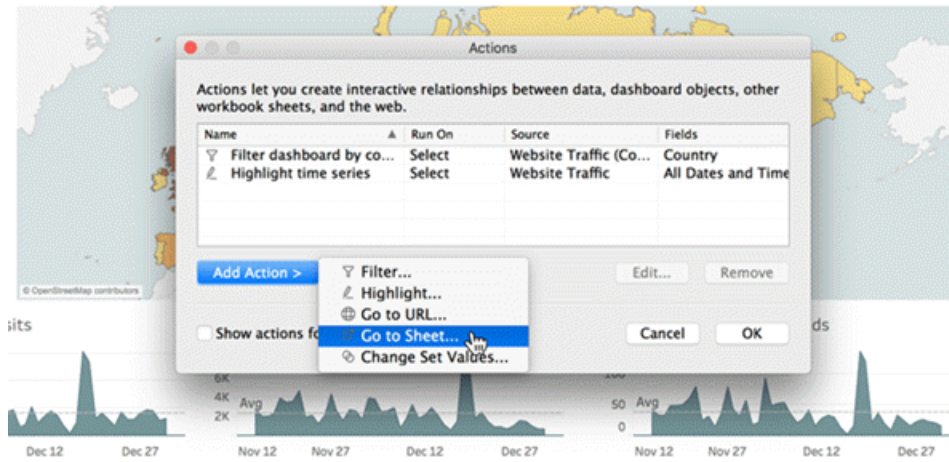 Actions
Actions let you create interactive relationships between data, dashboard objects, other
workbook sheets, and the web.
Name Run On Source Fields
Filter dashboard by co... Select Website Traffic (Co... Country
Highlight time series Select Website Traffic All Dates and Time
Add Action >
Filter...
Highlight...
Go to URL...
Go to Sheet...
Change Set Values...
Edit... Remove
© OpenStreetMap contributors
Show actions fo
Cancel OK
sits
ds
6K
4K
2K
Avg
100
50
0
Avg
Dec 12 Dec 27 Nov 12 Nov 27 Dec 12 Dec 27 Nov 12 Nov 27 Dec 12 Dec 27